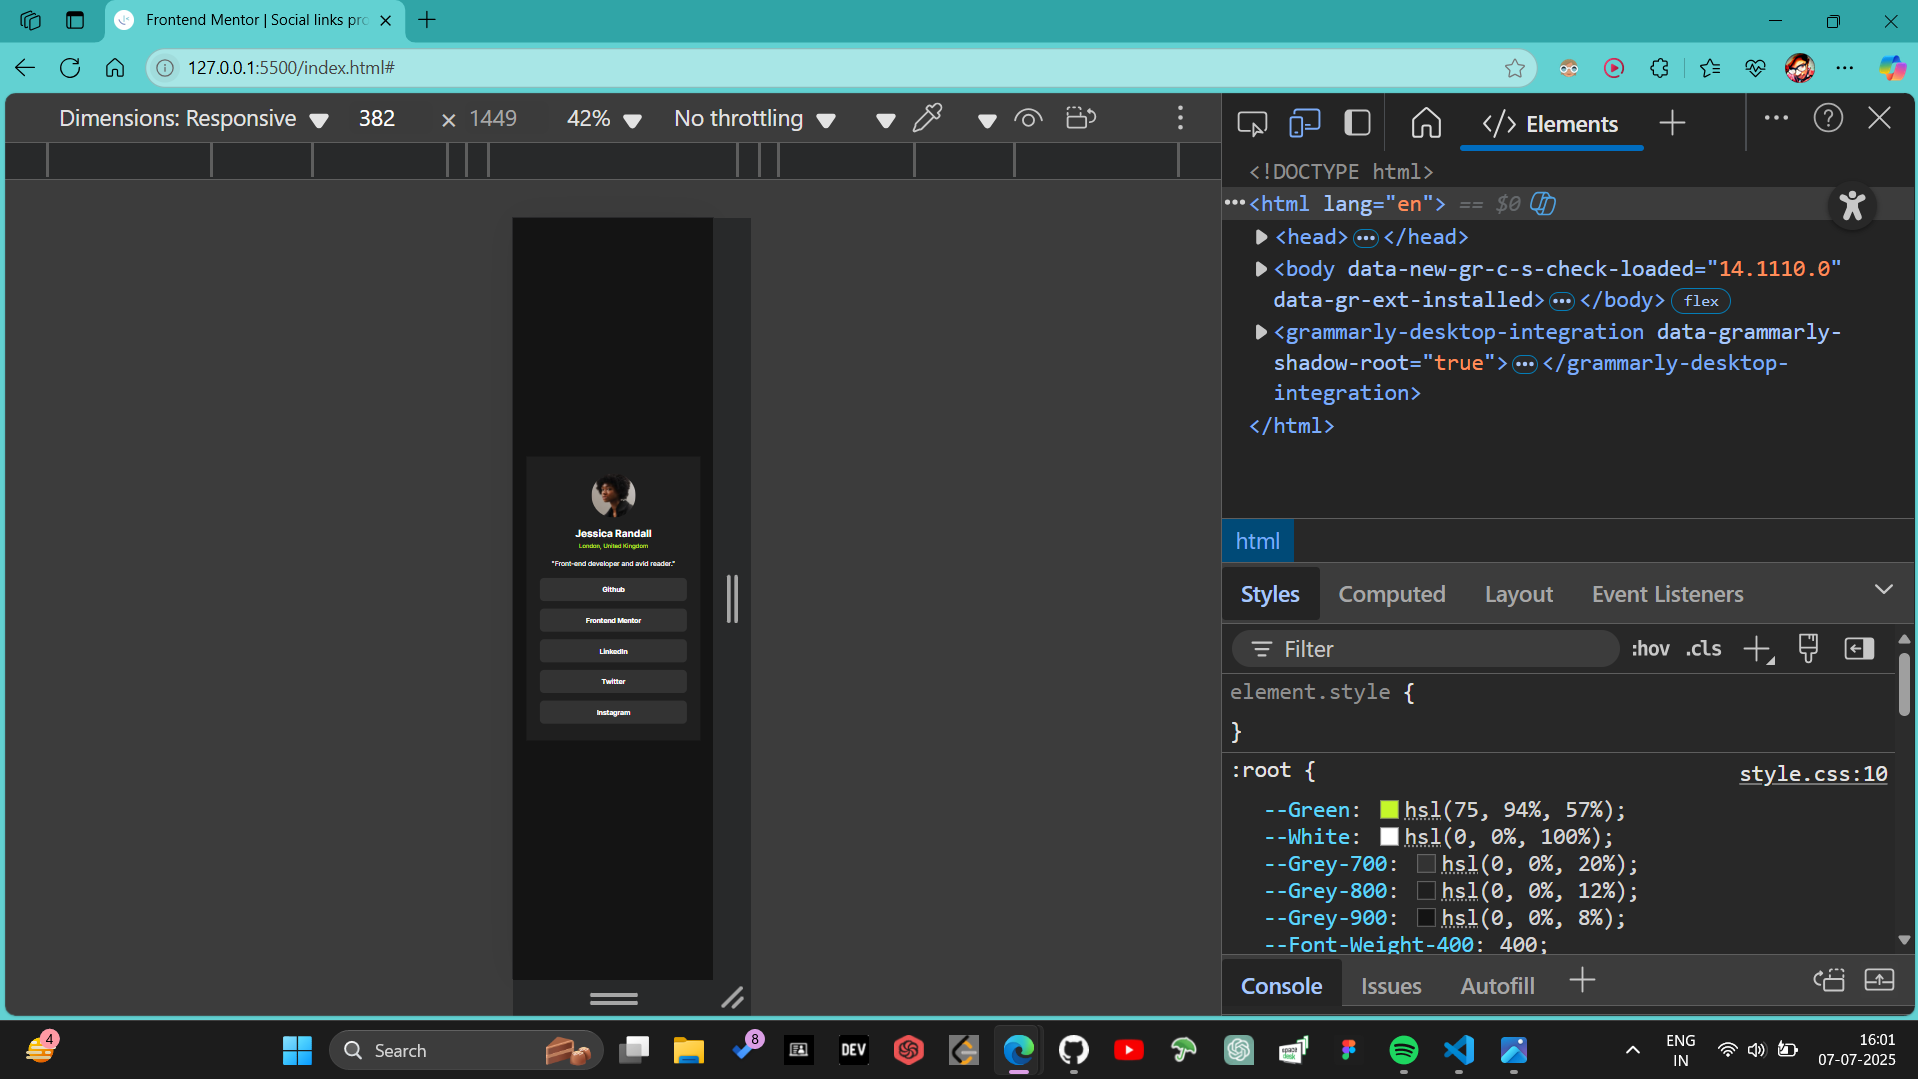 Frontend Mentor | Social links pro
127.0.0.1:5500/index.html#
Dimensions: Responsive 382 × 1449 42% No throttling
Elements
<!DOCTYPE html>
<html lang="en"> == $0
<head> </head>
<body data-new-gr-c-s-check-loaded="14.1110.0"
data-gr-ext-installed> </body> flex
<grammarly-desktop-integration data-grammarly-
shadow-root="true"> </grammarly-desktop-
integration>
</html>
Jessica Randall
London, United Kingdom
"Front-end developer and avid reader."
Github
Frontend Mentor
LinkedIn
Twitter
Instagram
html
Styles Computed Layout Event Listeners
Filter :hov .cls
element.style {
}
:root { style.css:10
--Green: hsl(75, 94%, 57%);
--White: hsl(0, 0%, 100%);
--Grey-700: hsl(0, 0%, 20%);
--Grey-800: hsl(0, 0%, 12%);
--Grey-900: hsl(0, 0%, 8%);
--Font-Weight-400: 400;
Console Issues Autofill
4
Search
8
DEV
space
desk
ENG
IN
16:01
07-07-2025